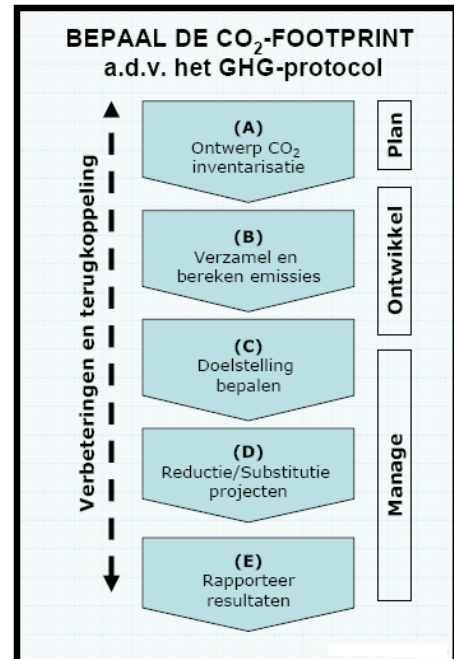 BEPAAL DE CO₂-FOOTPRINT
a.d.v. het GHG-protocol
Verbeteringen en terugkoppeling
(A)
Ontwerp CO₂
inventarisatie
Plan
(B)
Verzamel en
bereken emissies
Ontwikkel
(C)
Doelstelling
bepalen
(D)
Reductie/Substitutie
projecten
Manage
(E)
Rapporteer
resultaten